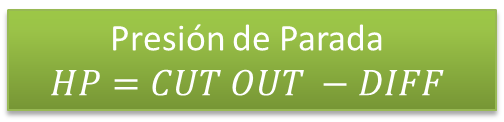 Presión de Parada
HP = CUT OUT − DIFF